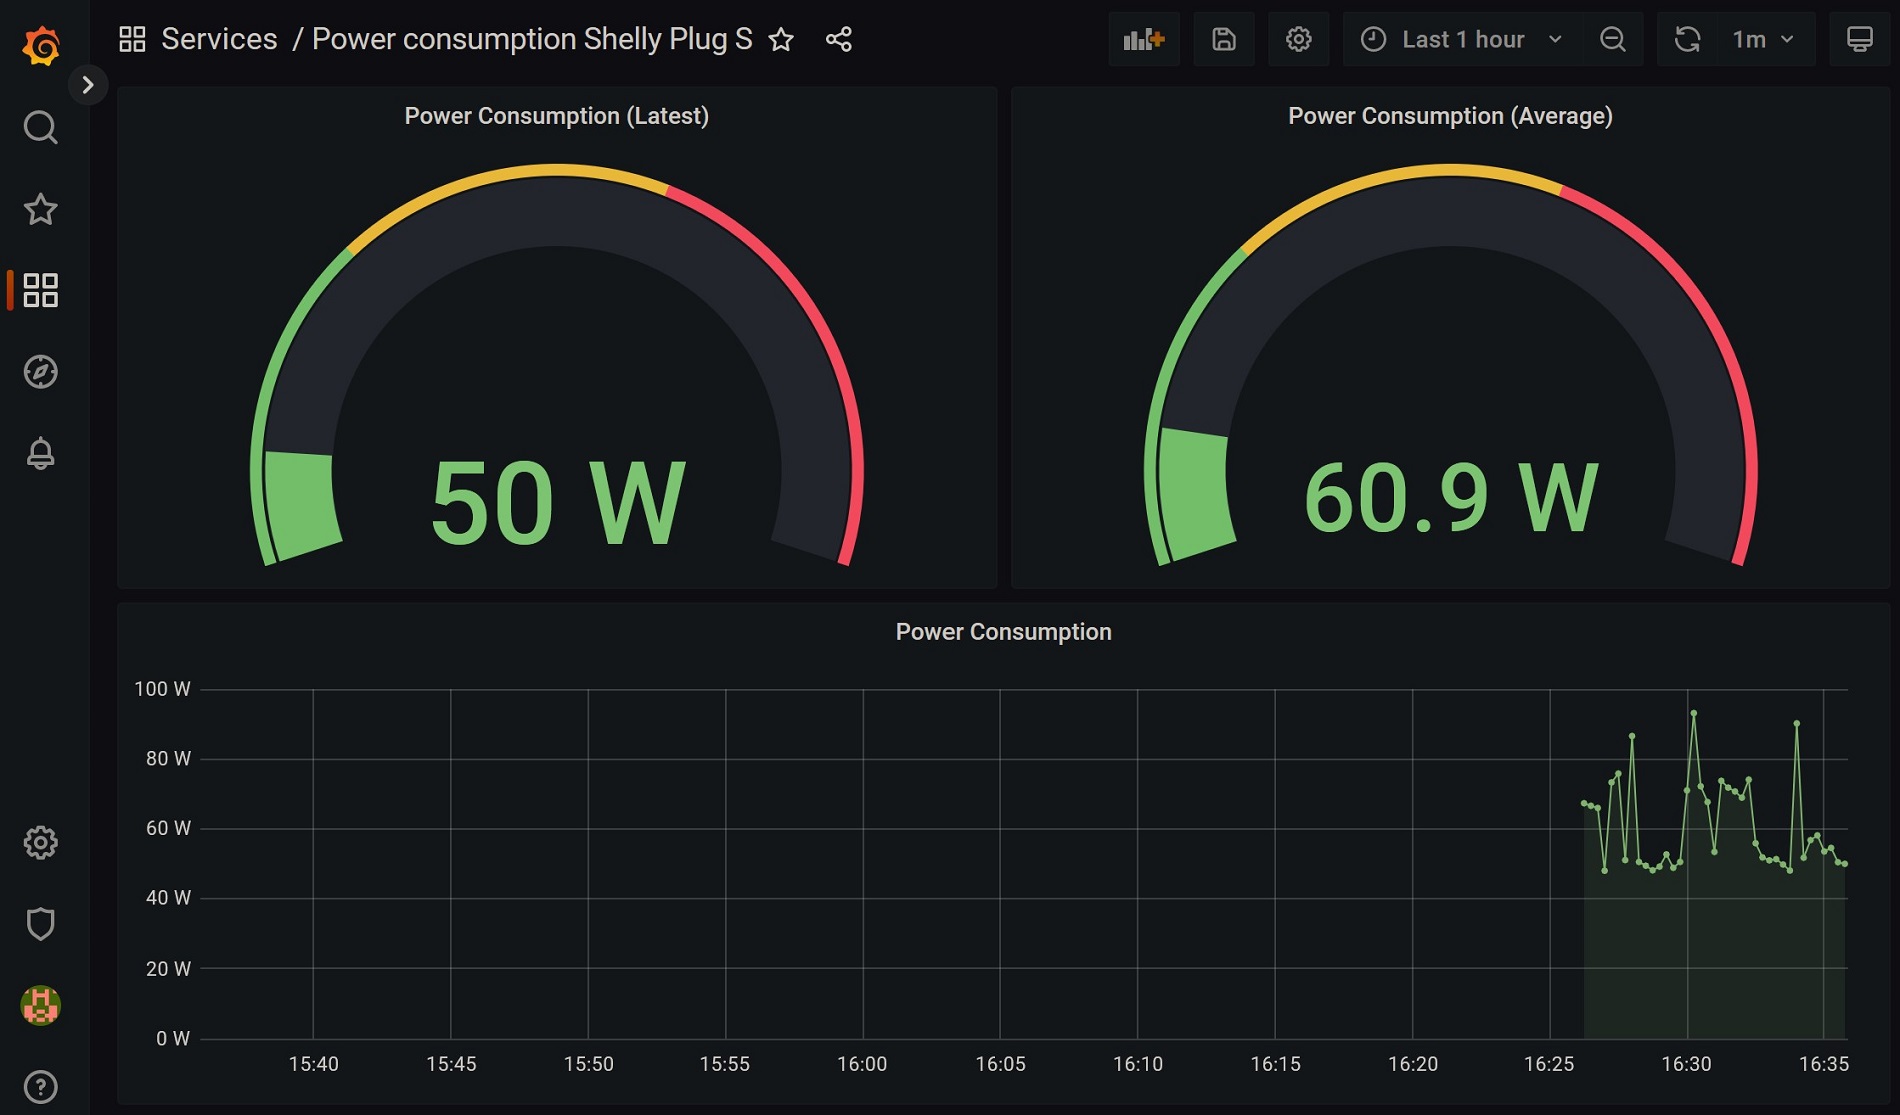 Services / Power consumption Shelly Plug S
Last 1 hour
1m
Power Consumption (Latest)
50 W
Power Consumption (Average)
60.9 W
Power Consumption
100 W
80 W
60 W
40 W
20 W
0 W
15:40 15:45 15:50 15:55 16:00 16:05 16:10 16:15 16:20 16:25 16:30 16:35